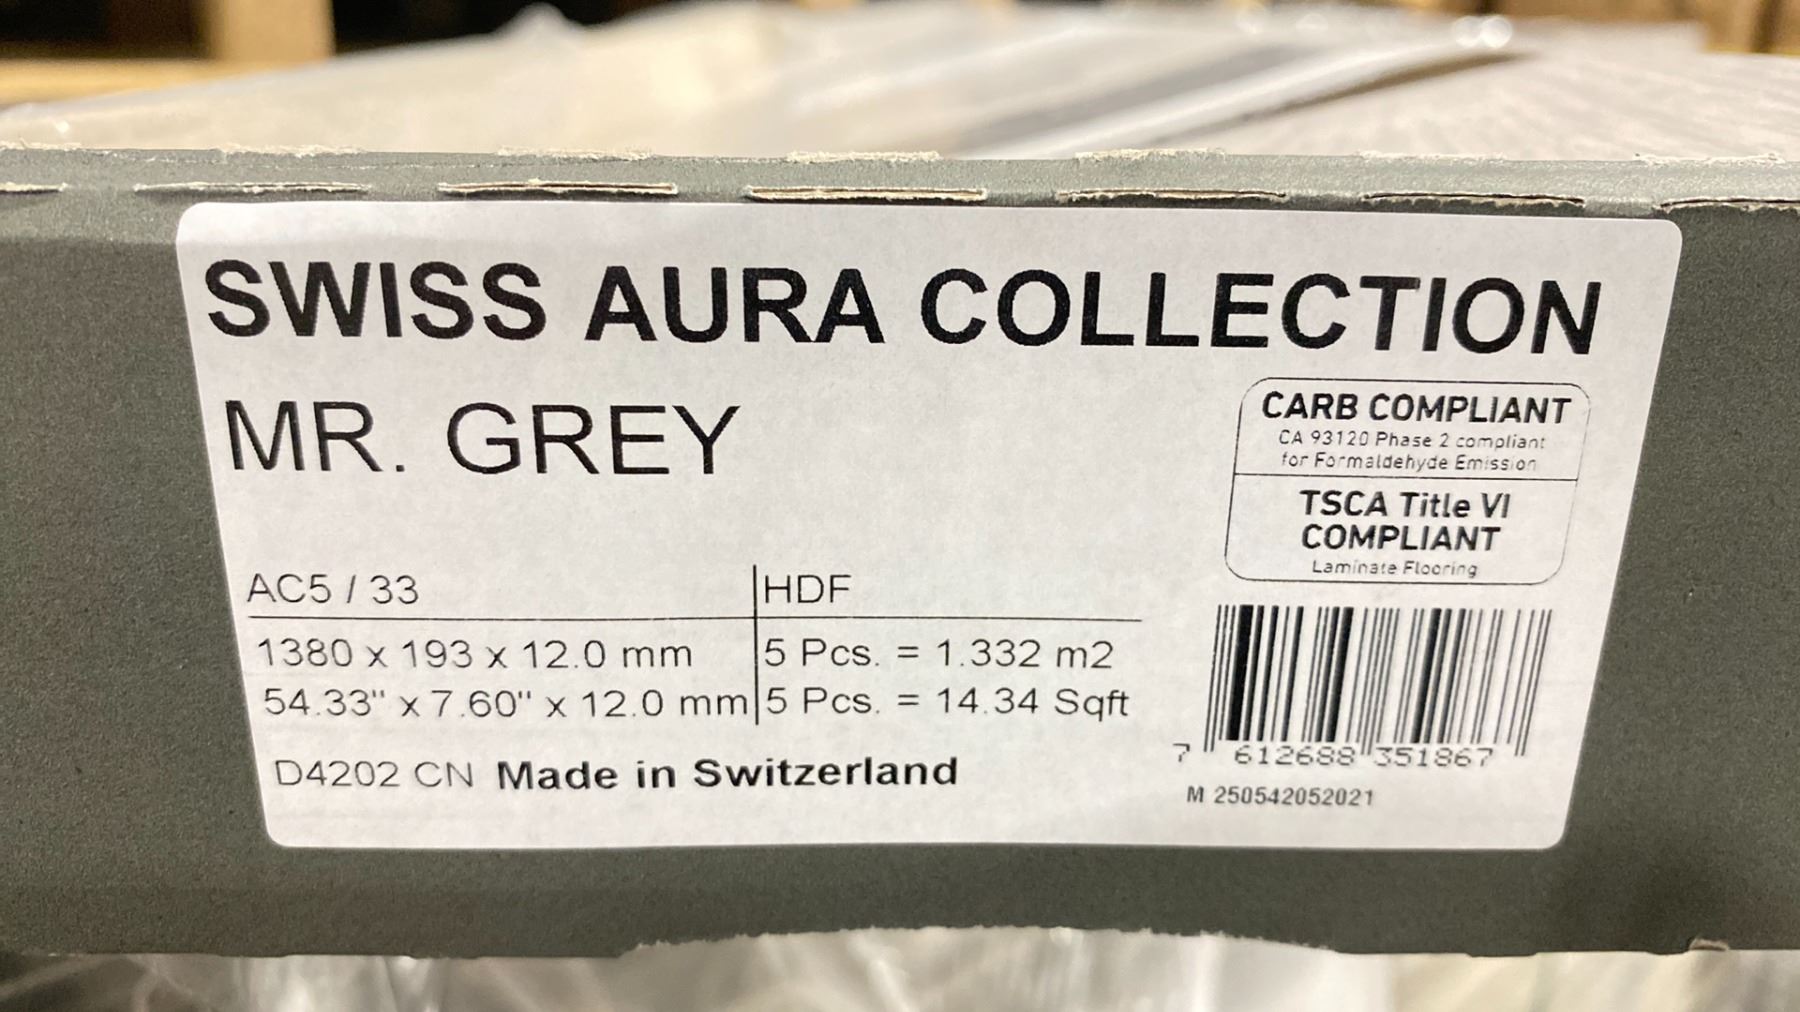 SWISS AURA COLLECTION
MR. GREY
CARB COMPLIANT
CA 93120 Phase 2 compliant
for Formaldehyde Emission
TSCA Title VI
COMPLIANT
Laminate Flooring
AC5 / 33 HDF
1380 x 193 x 12.0 mm 5 Pcs. = 1.332 m2
54.33" x 7.60" x 12.0 mm 5 Pcs. = 14.34 Sqft
D4202 CN Made in Switzerland
7 612688 351867
M 250542052021